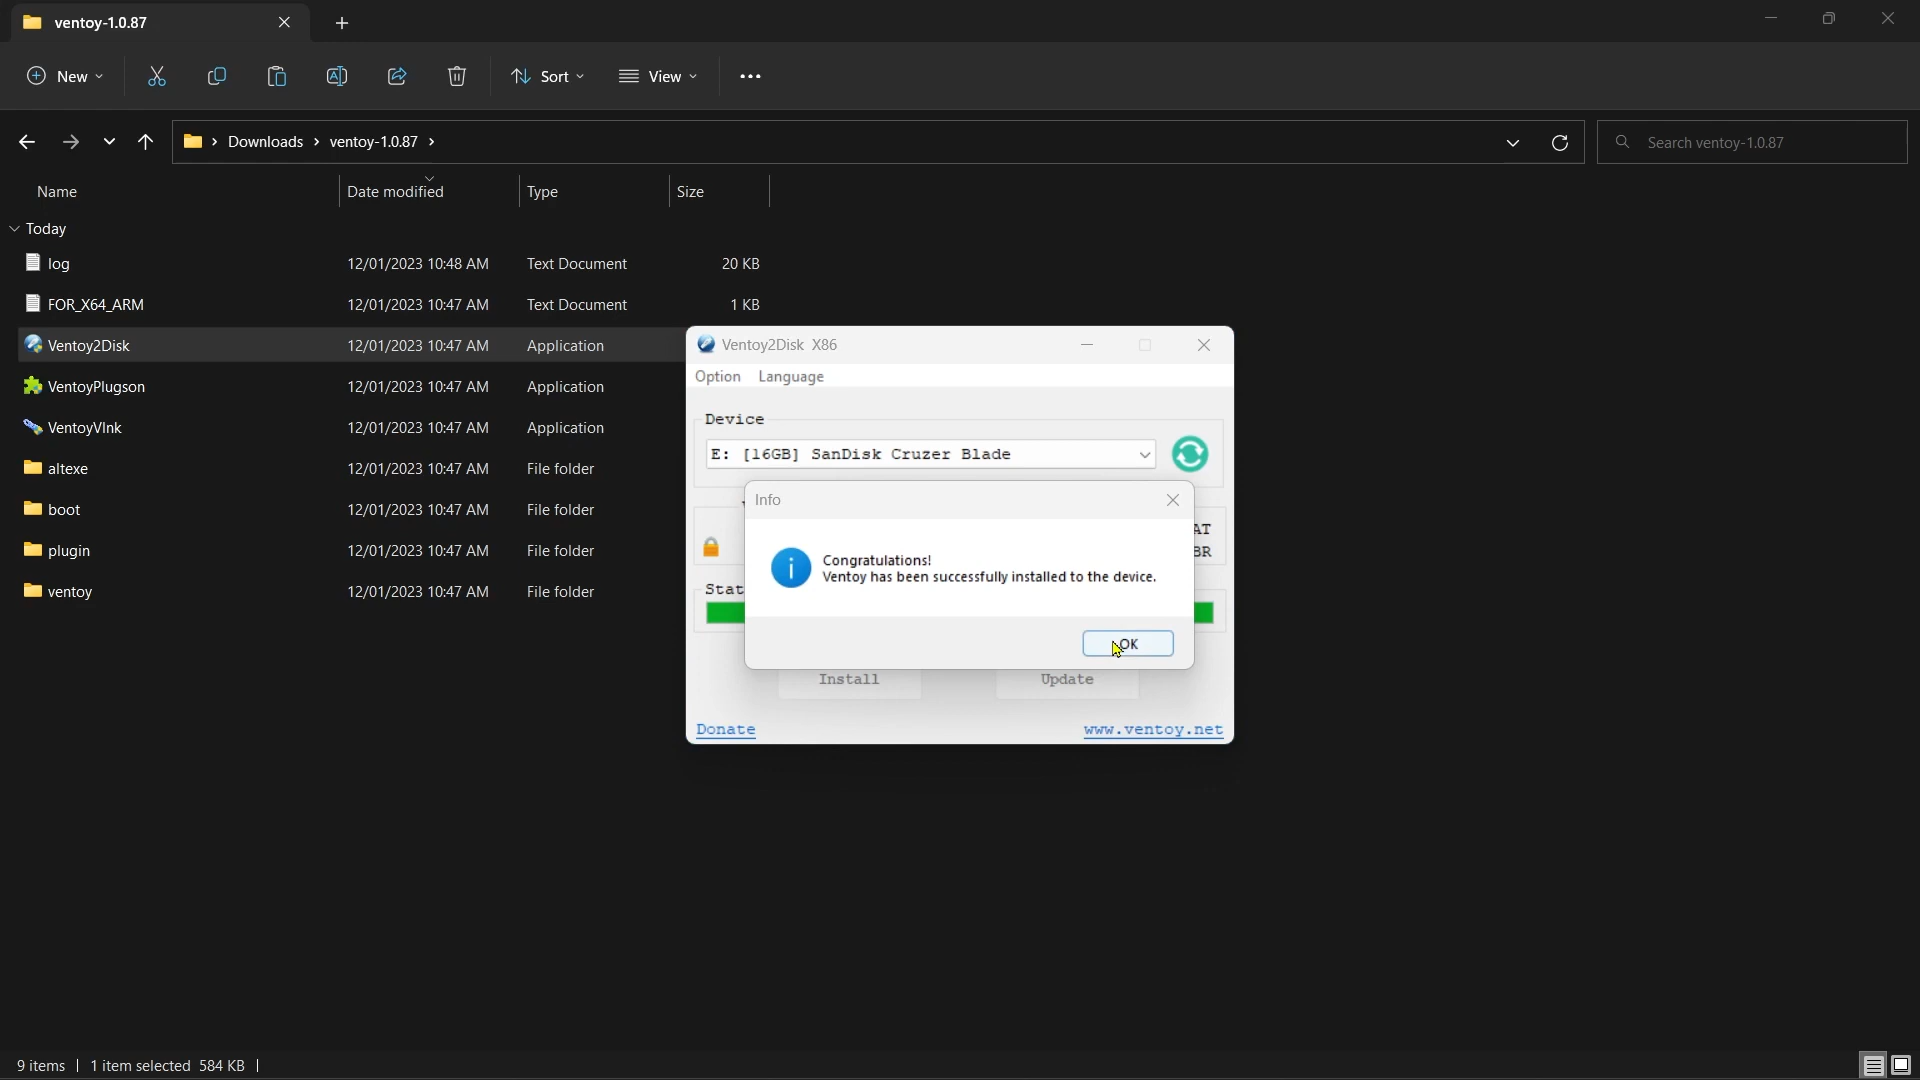 ventoy-1.0.87
New
Sort
View
Downloads
ventoy-1.0.87
Search ventoy-1.0.87
Name
Date modified
Type
Size
Today
log 12/01/2023 10:48 AM Text Document 20 KB
FOR_X64_ARM 12/01/2023 10:47 AM Text Document 1 KB
Ventoy2Disk 12/01/2023 10:47 AM Application
VentoyPlugson 12/01/2023 10:47 AM Application
VentoyVlnk 12/01/2023 10:47 AM Application
altexe 12/01/2023 10:47 AM File folder
boot 12/01/2023 10:47 AM File folder
plugin 12/01/2023 10:47 AM File folder
ventoy 12/01/2023 10:47 AM File folder
Ventoy2Disk X86
Option Language
Device
E: [16GB] SanDisk Cruzer Blade
Info
AT
BR
Congratulations!
Ventoy has been successfully installed to the device.
Stat
OK
Install
Update
Donate
www.ventoy.net
9 items
1 item selected 584 KB